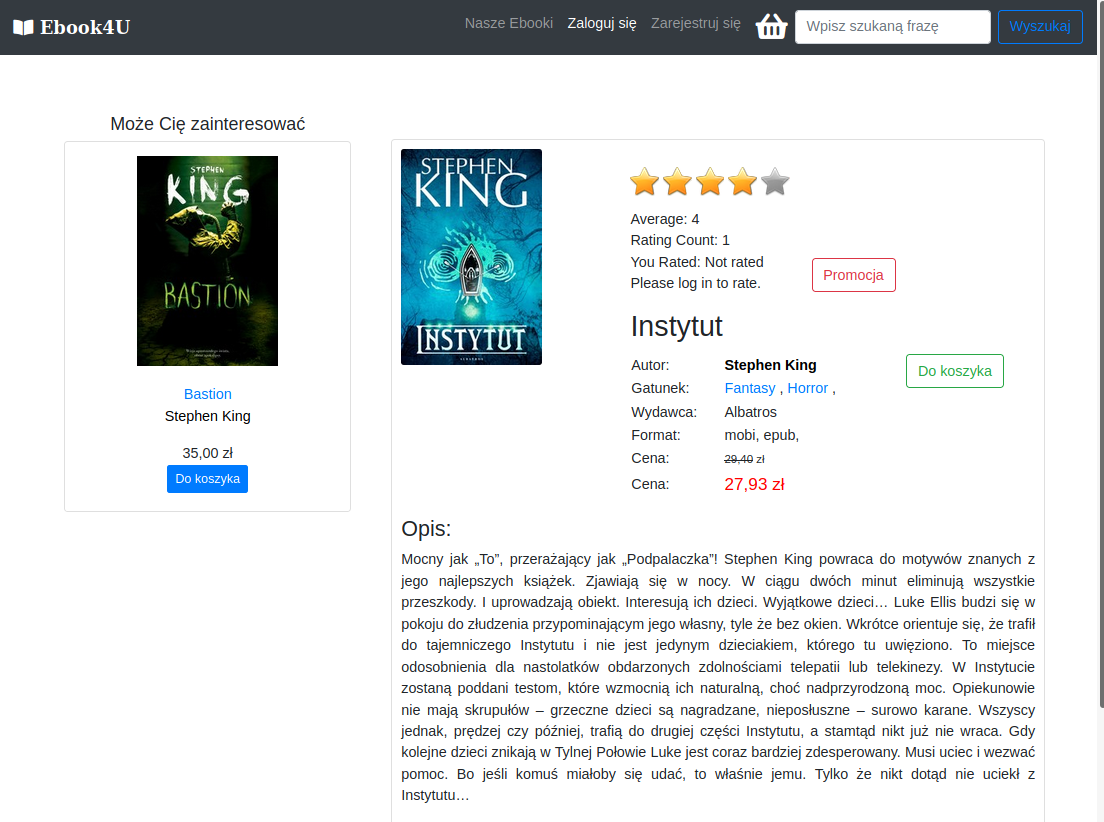 Ebook4U
Nasze Ebooki
Zaloguj się
Zarejestruj się
Wpisz szukaną frazę
Wyszukaj
Może Cię zainteresować
STEPHEN
KING
BASTION
Bastion
Stephen King
35,00 zł
Do koszyka
STEPHEN
KING
INSTYTUT
ALBATROS
Average: 4
Rating Count: 1
You Rated: Not rated
Please log in to rate.
Promocja
Instytut
Autor: Stephen King
Do koszyka
Gatunek: Fantasy , Horror ,
Wydawca: Albatros
Format: mobi, epub,
Cena: 29,40 zł
Cena: 27,93 zł
Opis:
Mocny jak „To”, przerażający jak „Podpalaczka”! Stephen King powraca do motywów znanych z
jego najlepszych książek. Zjawiają się w nocy. W ciągu dwóch minut eliminują wszystkie
przeszkody. I uprowadzają obiekt. Interesują ich dzieci. Wyjątkowe dzieci… Luke Ellis budzi się w
pokoju do złudzenia przypominającym jego własny, tyle że bez okien. Wkrótce orientuje się, że trafił
do tajemniczego Instytutu i nie jest jedynym dzieciakiem, którego tu uwięziono. To miejsce
odosobnienia dla nastolatków obdarzonych zdolnościami telepatii lub telekinezy. W Instytucie
zostaną poddani testom, które wzmocnią ich naturalną, choć nadprzyrodzoną moc. Opiekunowie
nie mają skrupułów – grzeczne dzieci są nagradzane, nieposłuszne – surowo karane. Wszyscy
jednak, prędzej czy później, trafią do drugiej części Instytutu, a stamtąd nikt już nie wraca. Gdy
kolejne dzieci znikają w Tylnej Połowie Luke jest coraz bardziej zdesperowany. Musi uciec i wezwać
pomoc. Bo jeśli komuś miałoby się udać, to właśnie jemu. Tylko że nikt dotąd nie uciekł z
Instytutu…